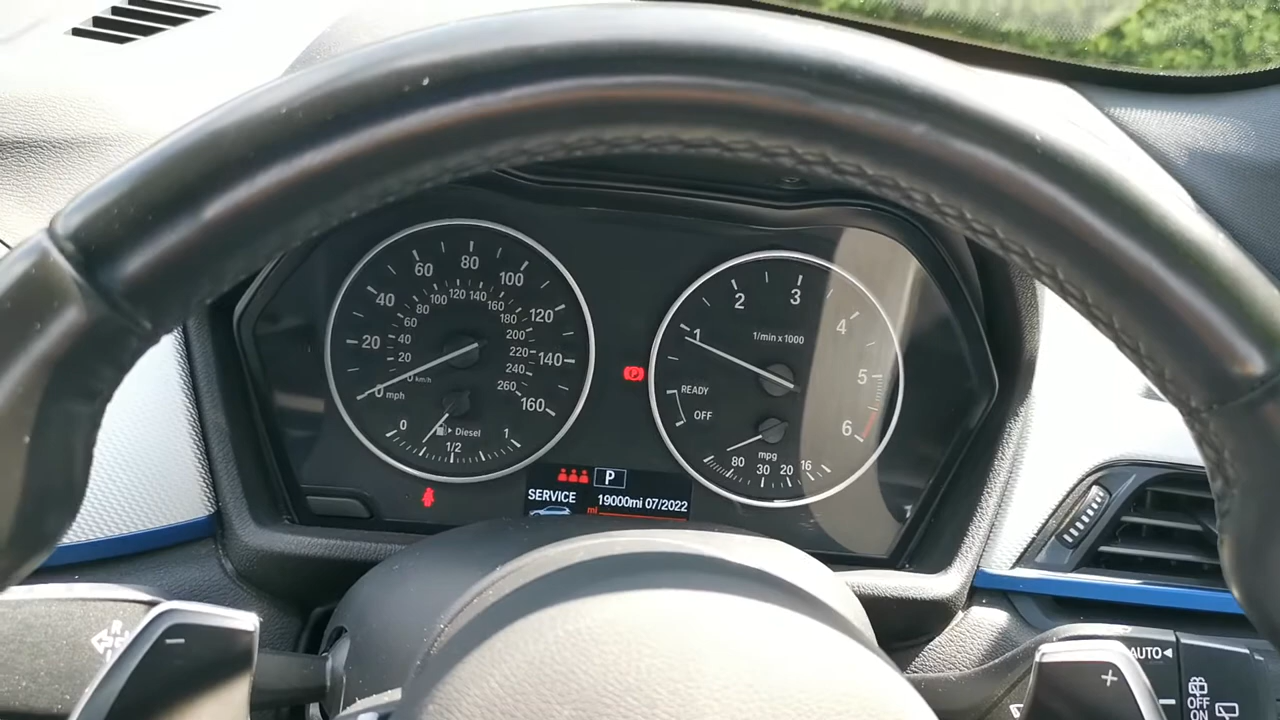 20
40
60
80
100
120
140
160
0 mph
20
40
60
80
100
120
140
160
180
200
220
240
260
0 km/h
0
1/2
1
Diesel
1
2
3
4
5
6
1/min x 1000
READY
OFF
mpg
80
30
20
16
P
P
SERVICE
19000mi 07/2022
mi
−
+
AUTO
OFF
ON